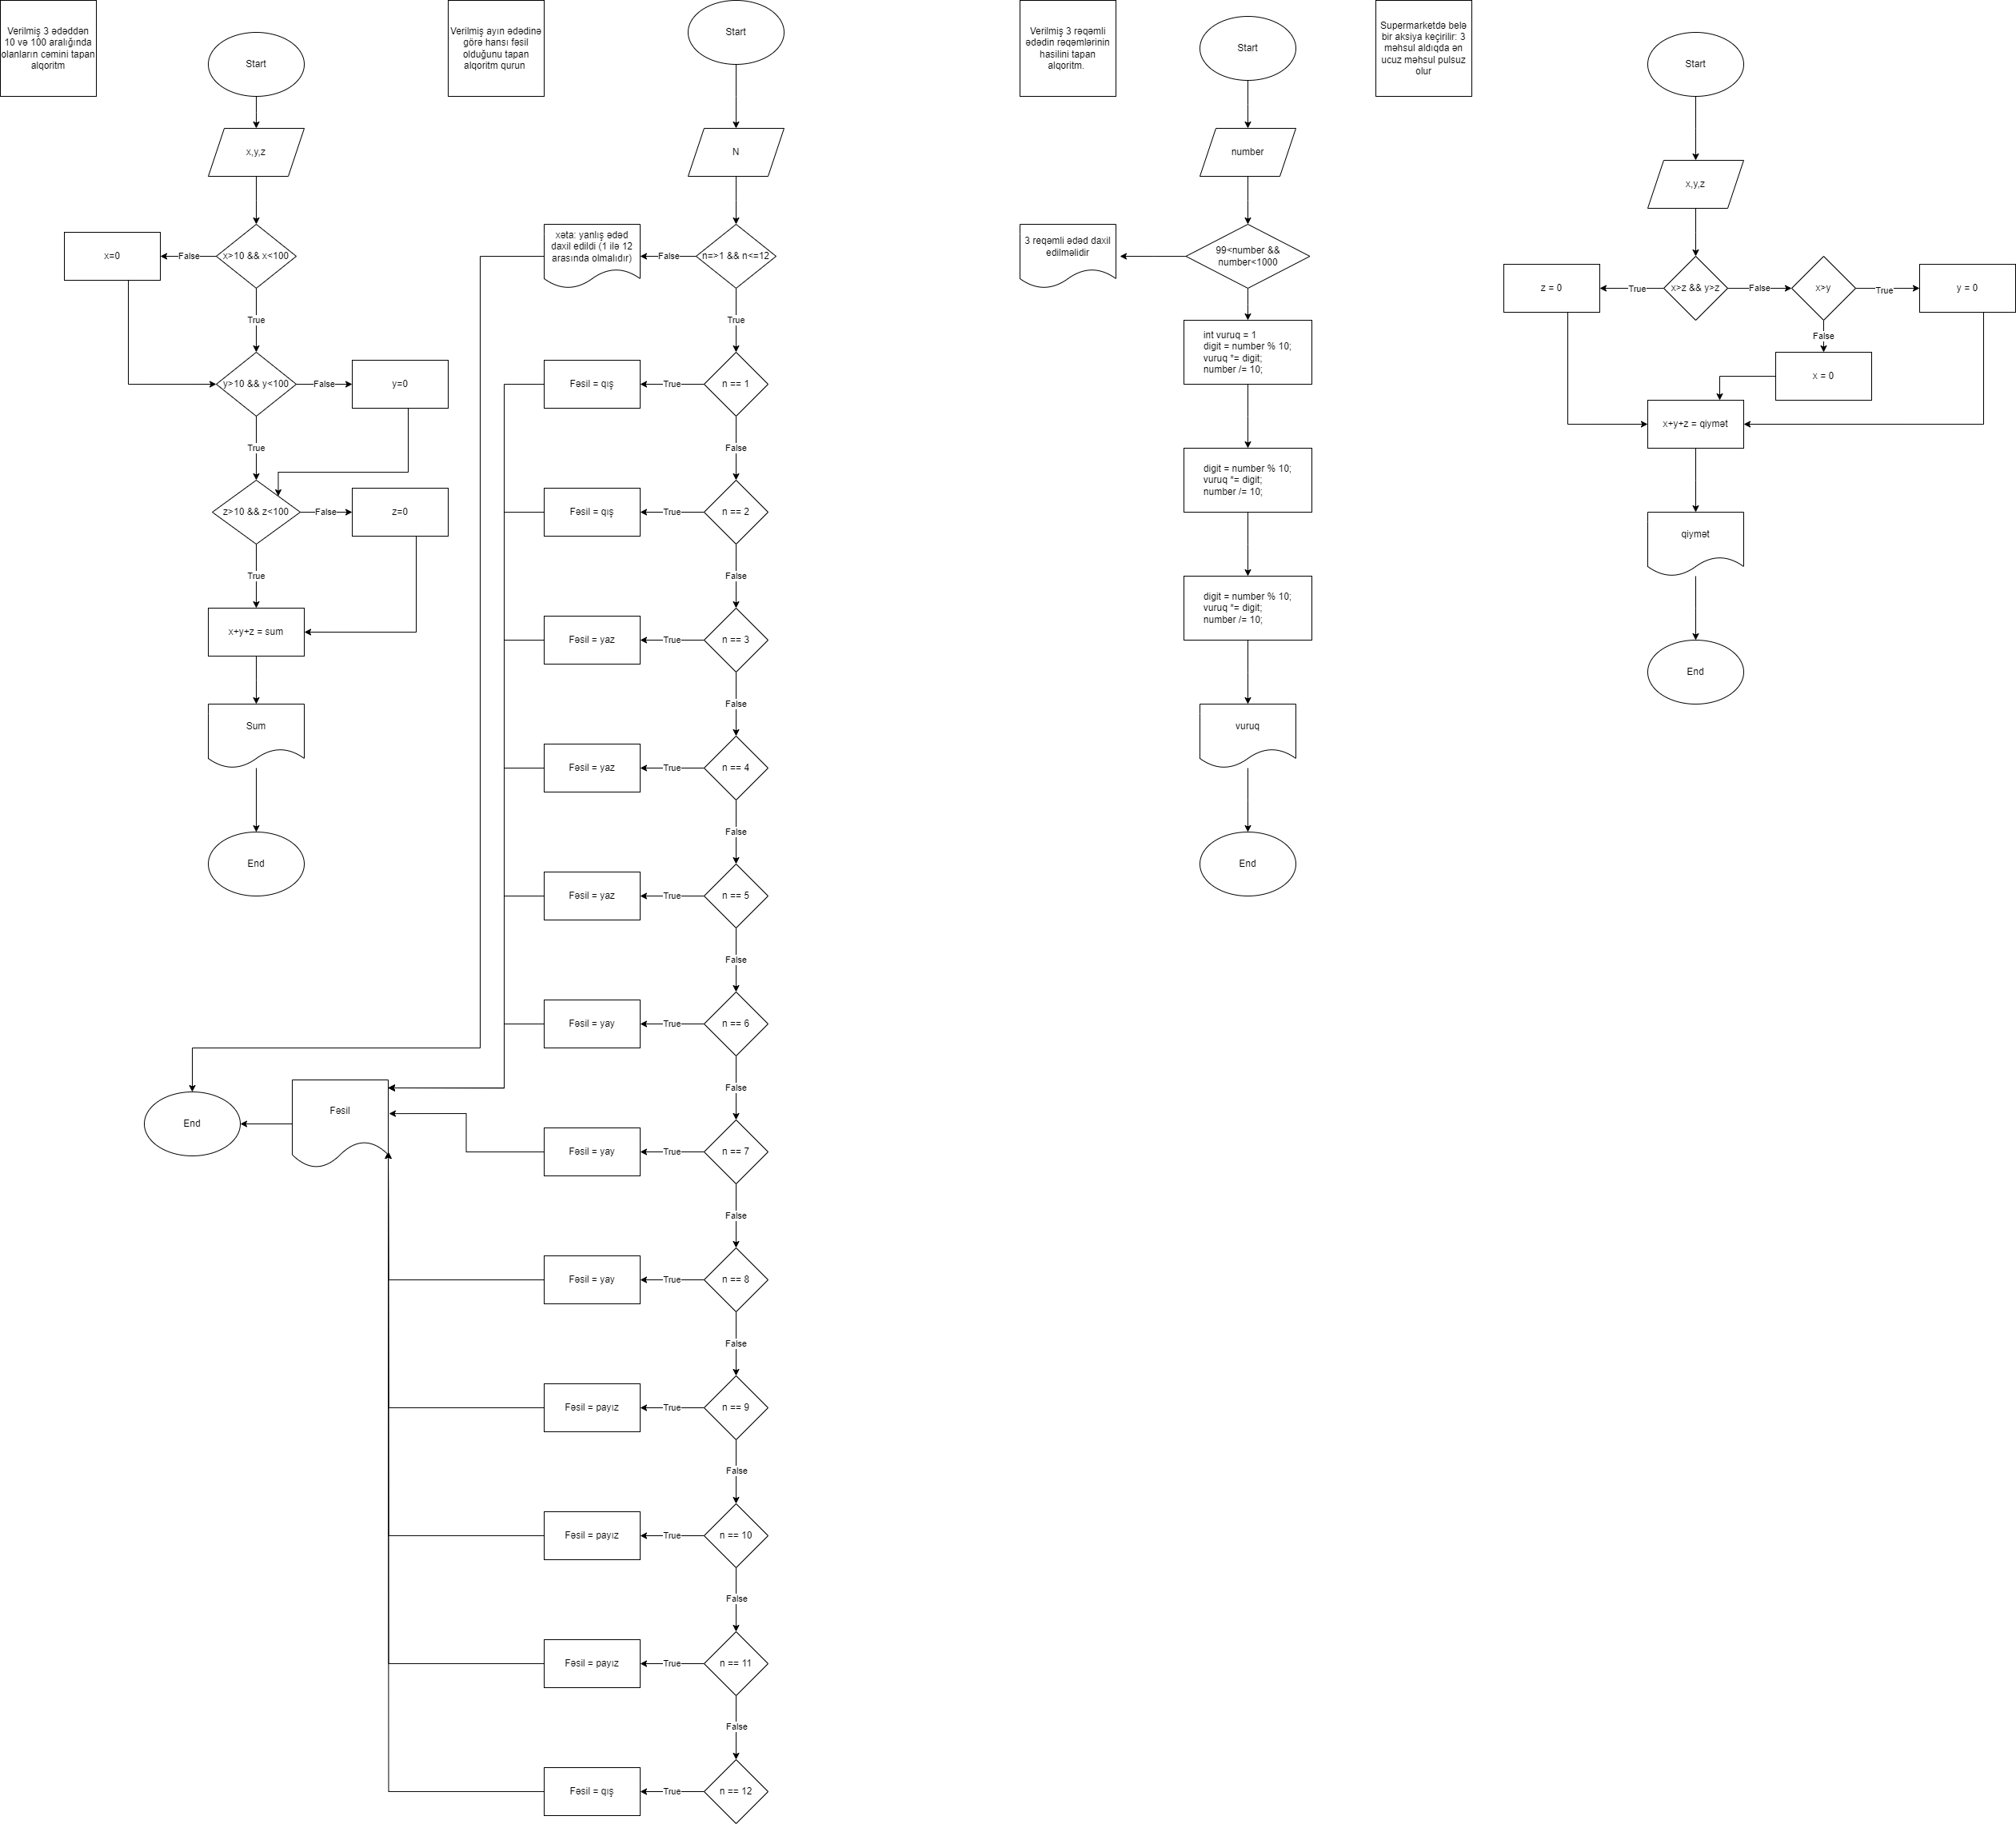 Verilmiş 3 ədəddən
10 və 100 aralığında
olanların cəmini tapan
alqoritm
Start
x,y,z
x>10 && x<100
False
x=0
True
y>10 && y<100
False
y=0
True
z>10 && z<100
False
z=0
True
x+y+z = sum
Sum
End
Verilmiş ayın ədədinə
görə hansı fəsil
olduğunu tapan
alqoritm qurun
Start
N
n=>1 && n<=12
False
xəta: yanlış ədəd
daxil edildi (1 ilə 12
arasında olmalıdır)
True
n == 1
True
Fəsil = qış
False
n == 2
True
Fəsil = qış
False
n == 3
True
Fəsil = yaz
False
n == 4
True
Fəsil = yaz
False
n == 5
True
Fəsil = yaz
False
n == 6
True
Fəsil = yay
False
n == 7
True
Fəsil = yay
False
n == 8
True
Fəsil = yay
False
n == 9
True
Fəsil = payız
False
n == 10
True
Fəsil = payız
False
n == 11
True
Fəsil = payız
False
n == 12
True
Fəsil = qış
Fəsil
End
Verilmiş 3 rəqəmli
ədədin rəqəmlərinin
hasilini tapan
alqoritm.
Start
number
99<number &&
number<1000
3 reqəmli ədəd daxil
edilməlidir
int vuruq = 1
digit = number % 10;
vuruq *= digit;
number /= 10;
digit = number % 10;
vuruq *= digit;
number /= 10;
digit = number % 10;
vuruq *= digit;
number /= 10;
vuruq
End
Supermarketdə belə
bir aksiya keçirilir: 3
məhsul aldıqda ən
ucuz məhsul pulsuz
olur
Start
x,y,z
x>z && y>z
True
z = 0
False
x>y
True
y = 0
False
x = 0
x+y+z = qiymət
qiymət
End